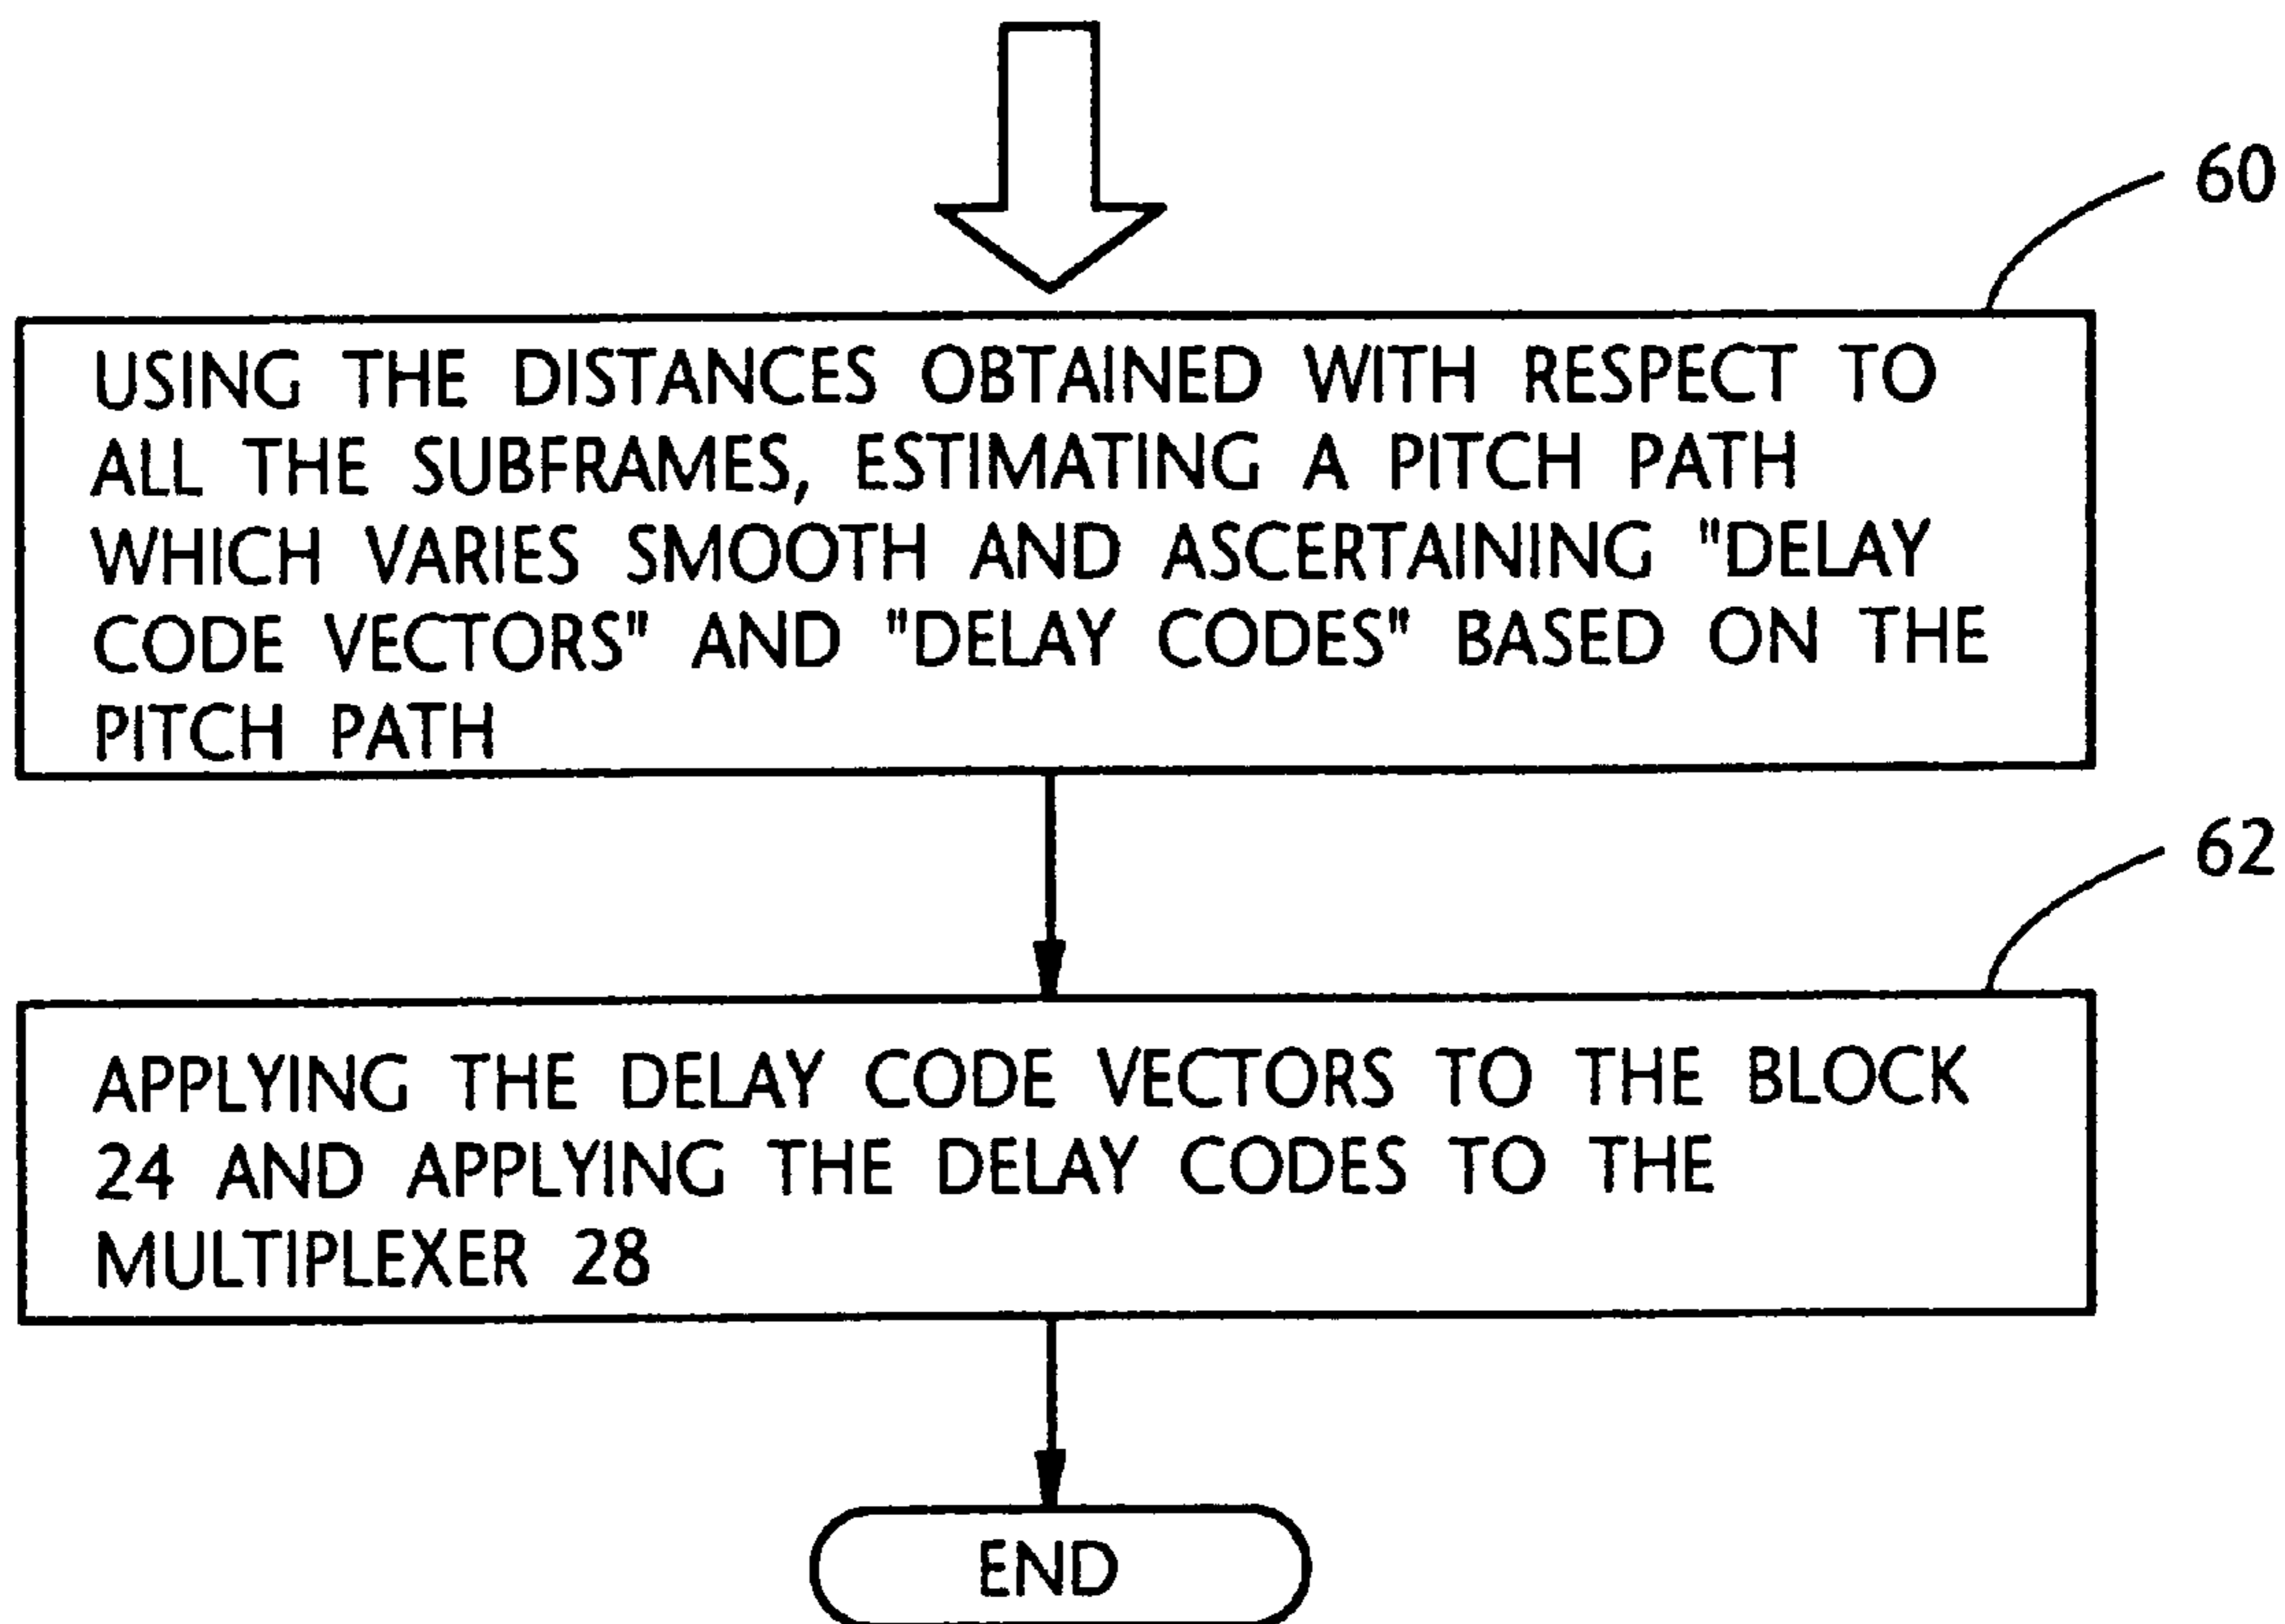 60
USING THE DISTANCES OBTAINED WITH RESPECT TO
ALL THE SUBFRAMES, ESTIMATING A PITCH PATH
WHICH VARIES SMOOTH AND ASCERTAINING "DELAY
CODE VECTORS" AND "DELAY CODES" BASED ON THE
PITCH PATH
62
APPLYING THE DELAY CODE VECTORS TO THE BLOCK
24 AND APPLYING THE DELAY CODES TO THE
MULTIPLEXER 28
END